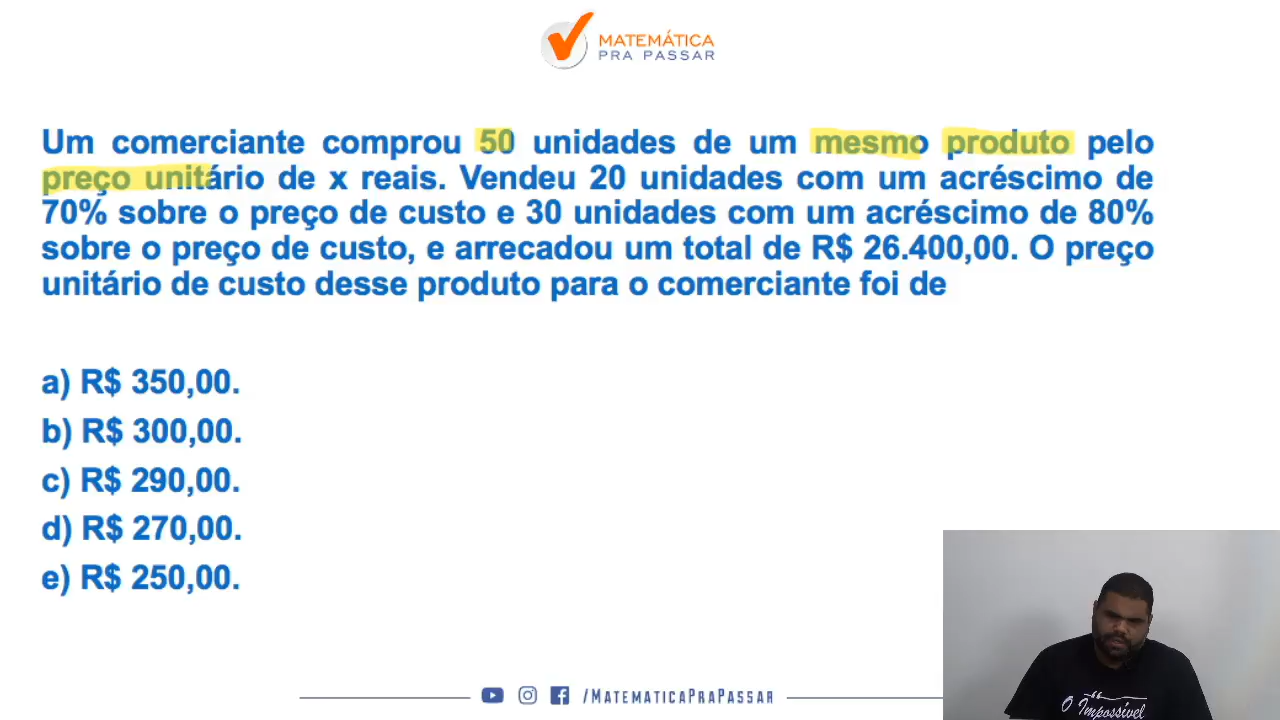 MATEMÁTICA
PRA PASSAR
Um comerciante comprou 50 unidades de um mesmo produto pelo
preço unitário de x reais. Vendeu 20 unidades com um acréscimo de
70% sobre o preço de custo e 30 unidades com um acréscimo de 80%
sobre o preço de custo, e arrecadou um total de R$ 26.400,00. O preço
unitário de custo desse produto para o comerciante foi de
a) R$ 350,00.
b) R$ 300,00.
c) R$ 290,00.
d) R$ 270,00.
e) R$ 250,00.
/MATEMATICAPRAPASSAR
O Impossível